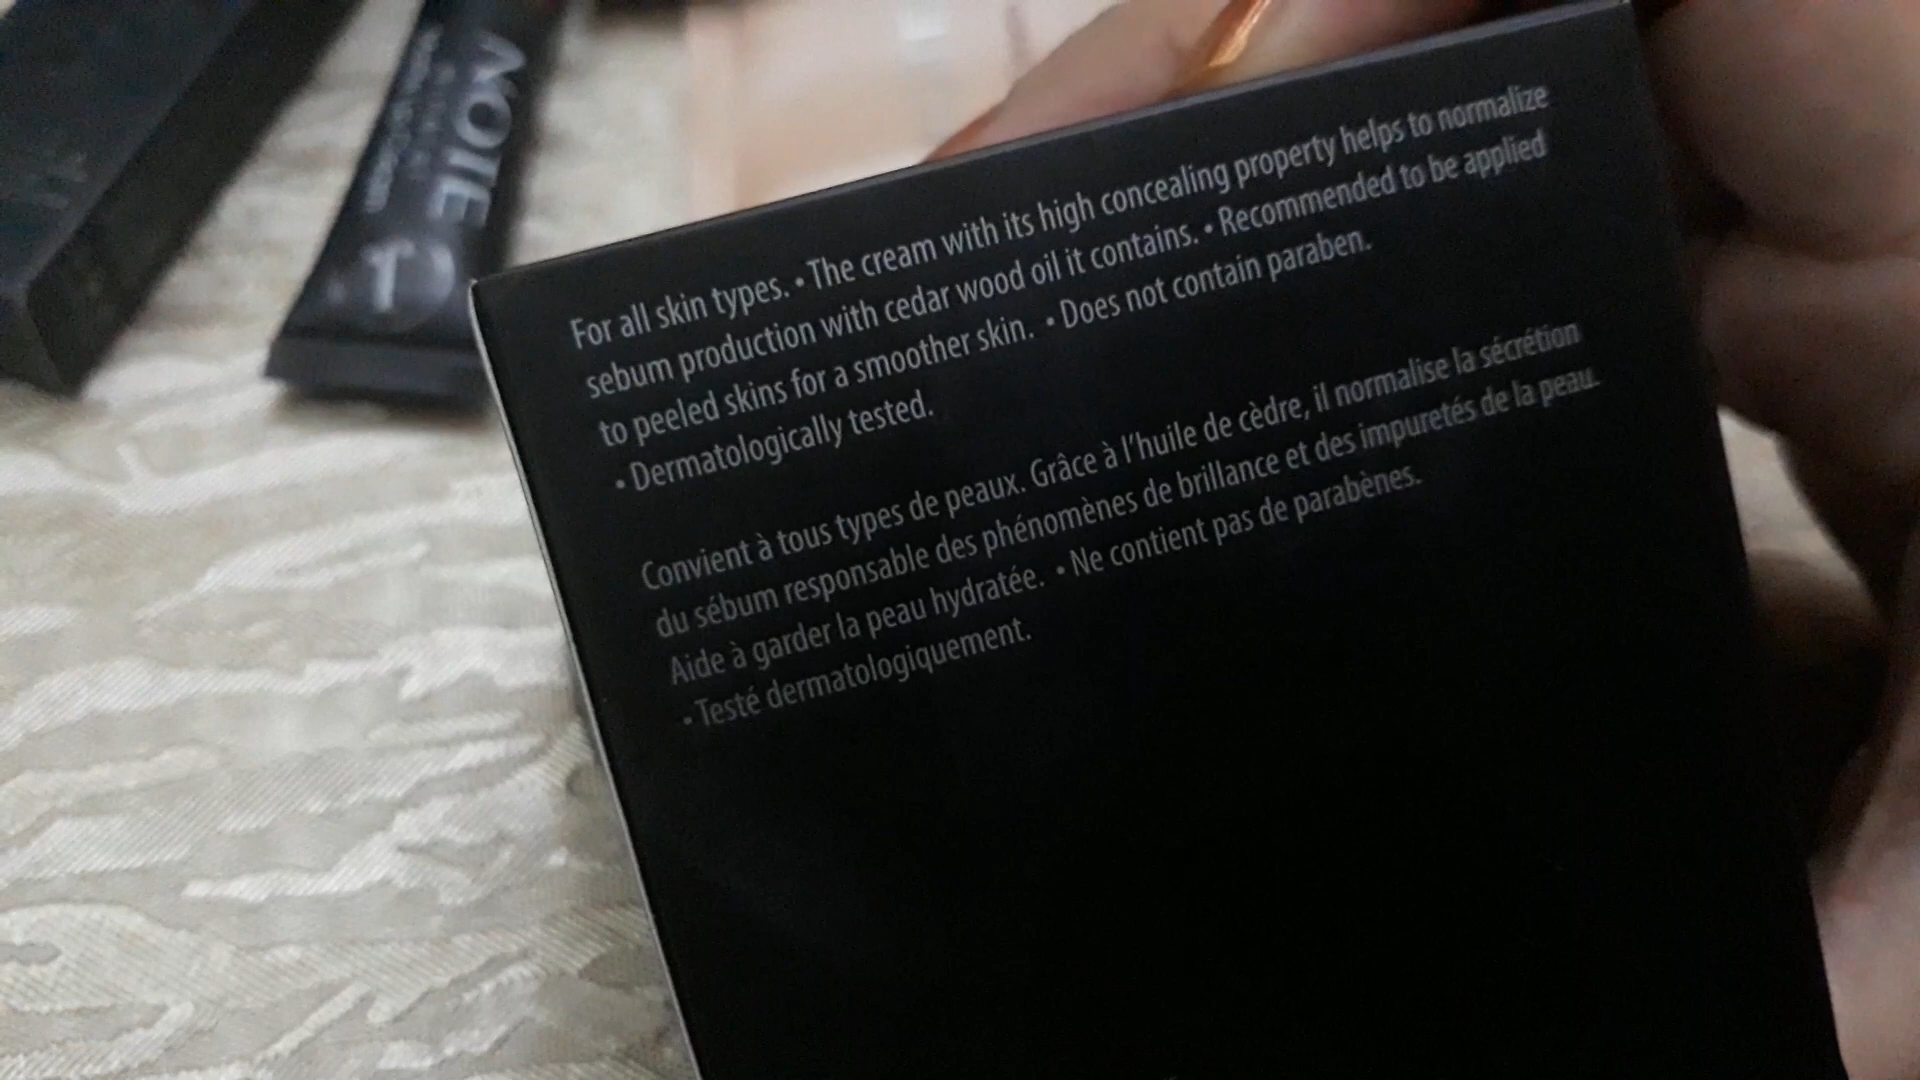 NOTE
For all skin types. • The cream with its high concealing property helps to normalize
sebum production with cedar wood oil it contains. • Recommended to be applied
to peeled skins for a smoother skin. • Does not contain paraben.
• Dermatologically tested.
Convient à tous types de peaux. Grâce à l'huile de cèdre, il normalise la sécrétion
du sébum responsable des phénomènes de brillance et des impuretés de la peau.
Aide à garder la peau hydratée. • Ne contient pas de parabènes.
• Testé dermatologiquement.